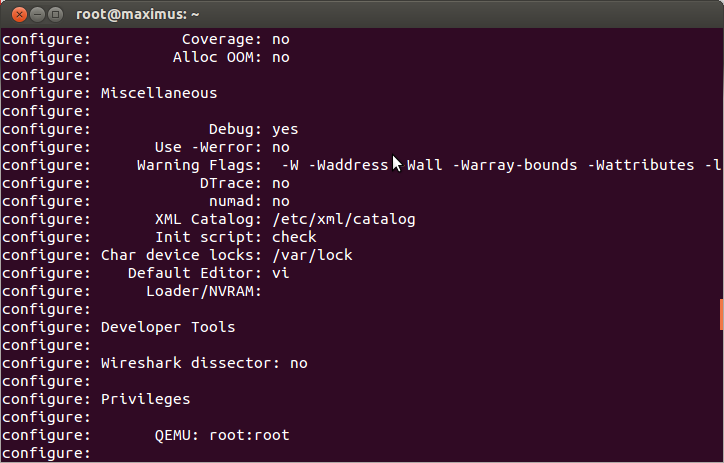 root@maximus: ~
configure:          Coverage: no
configure:         Alloc OOM: no
configure:
configure: Miscellaneous
configure:
configure:             Debug: yes
configure:       Use -Werror: no
configure:     Warning Flags:  -W -Waddress Wall -Warray-bounds -Wattributes -l
configure:            DTrace: no
configure:             numad: no
configure:       XML Catalog: /etc/xml/catalog
configure:       Init script: check
configure: Char device locks: /var/lock
configure:    Default Editor: vi
configure:      Loader/NVRAM:
configure:
configure: Developer Tools
configure:
configure: Wireshark dissector: no
configure:
configure: Privileges
configure:
configure:       QEMU: root:root
configure: